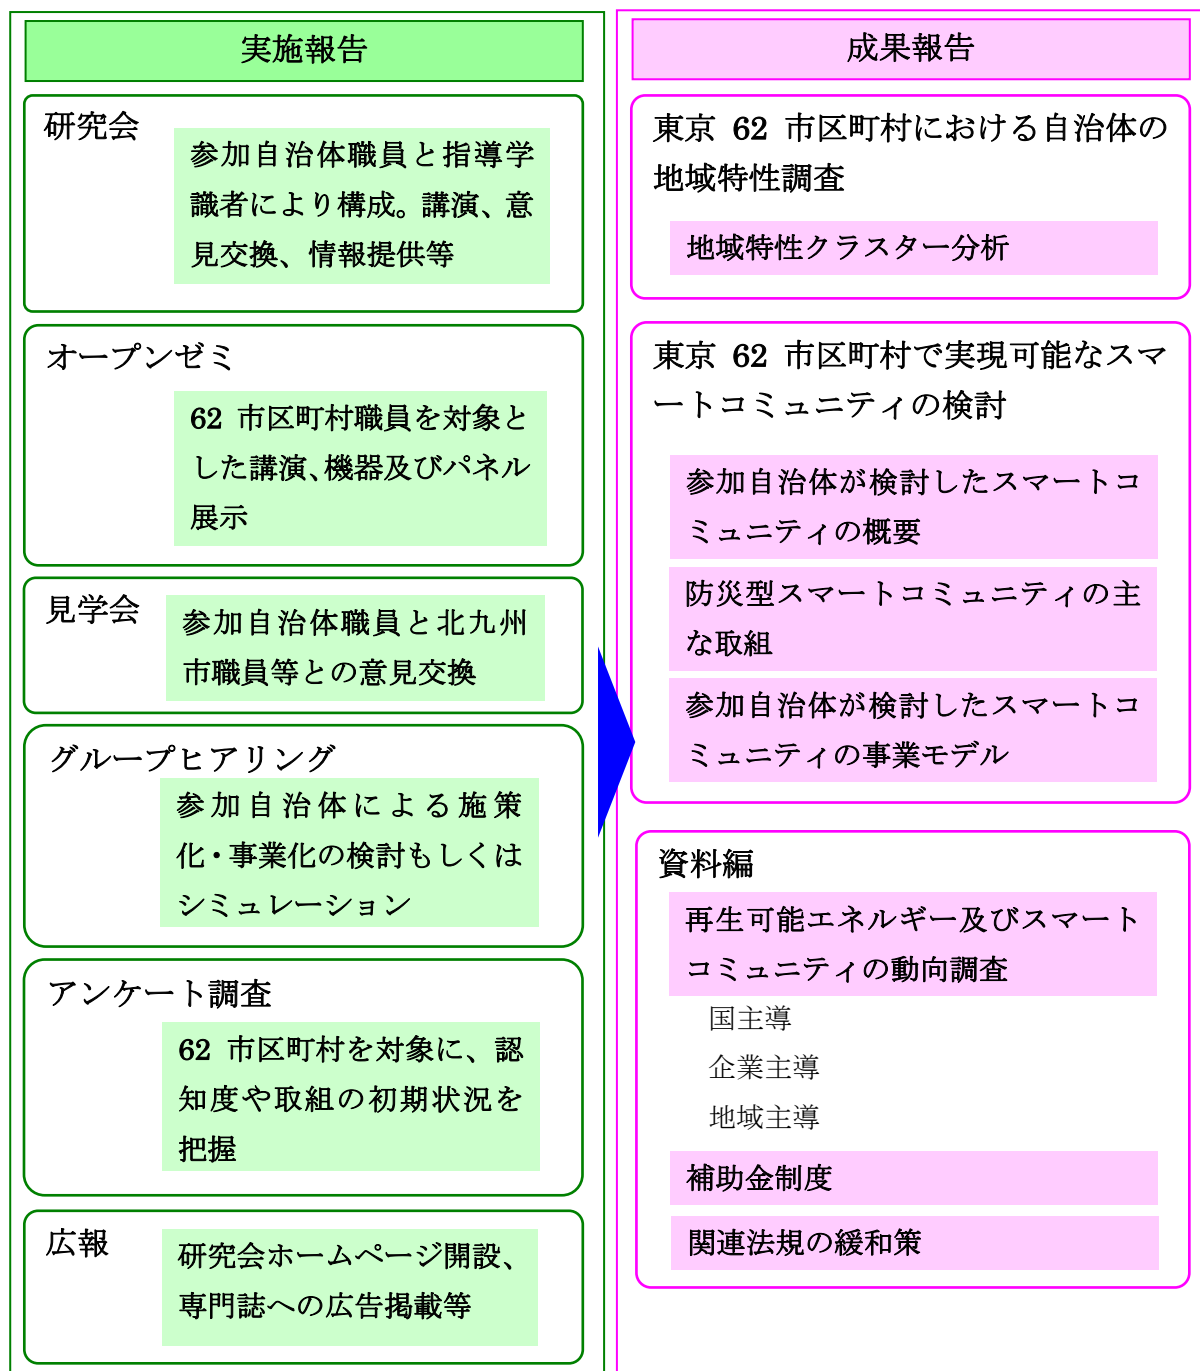 実施報告
研究会
参加自治体職員と指導学
識者により構成。講演、意
見交換、情報提供等
オープンゼミ
62 市区町村職員を対象と
した講演、機器及びパネル
展示
見学会
参加自治体職員と北九州
市職員等との意見交換
グループヒアリング
参加自治体による施策
化・事業化の検討もしくは
シミュレーション
アンケート調査
62 市区町村を対象に、認
知度や取組の初期状況を
把握
広報
研究会ホームページ開設、
専門誌への広告掲載等
成果報告
東京 62 市区町村における自治体の
地域特性調査
地域特性クラスター分析
東京 62 市区町村で実現可能なスマ
ートコミュニティの検討
参加自治体が検討したスマートコ
ミュニティの概要
防災型スマートコミュニティの主
な取組
参加自治体が検討したスマートコ
ミュニティの事業モデル
資料編
再生可能エネルギー及びスマート
コミュニティの動向調査
国主導
企業主導
地域主導
補助金制度
関連法規の緩和策